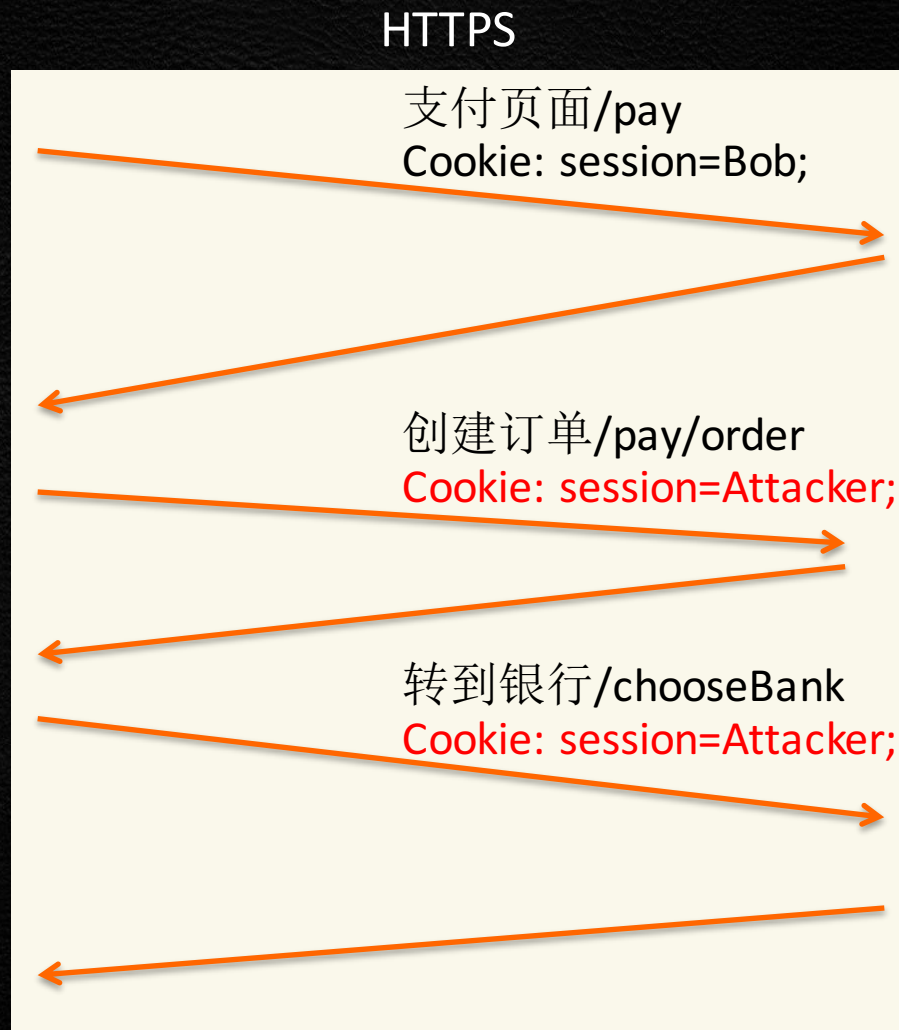 HTTPS
支付页面/pay
Cookie: session=Bob;
创建订单/pay/order
Cookie: session=Attacker;
转到银行/chooseBank
Cookie: session=Attacker;